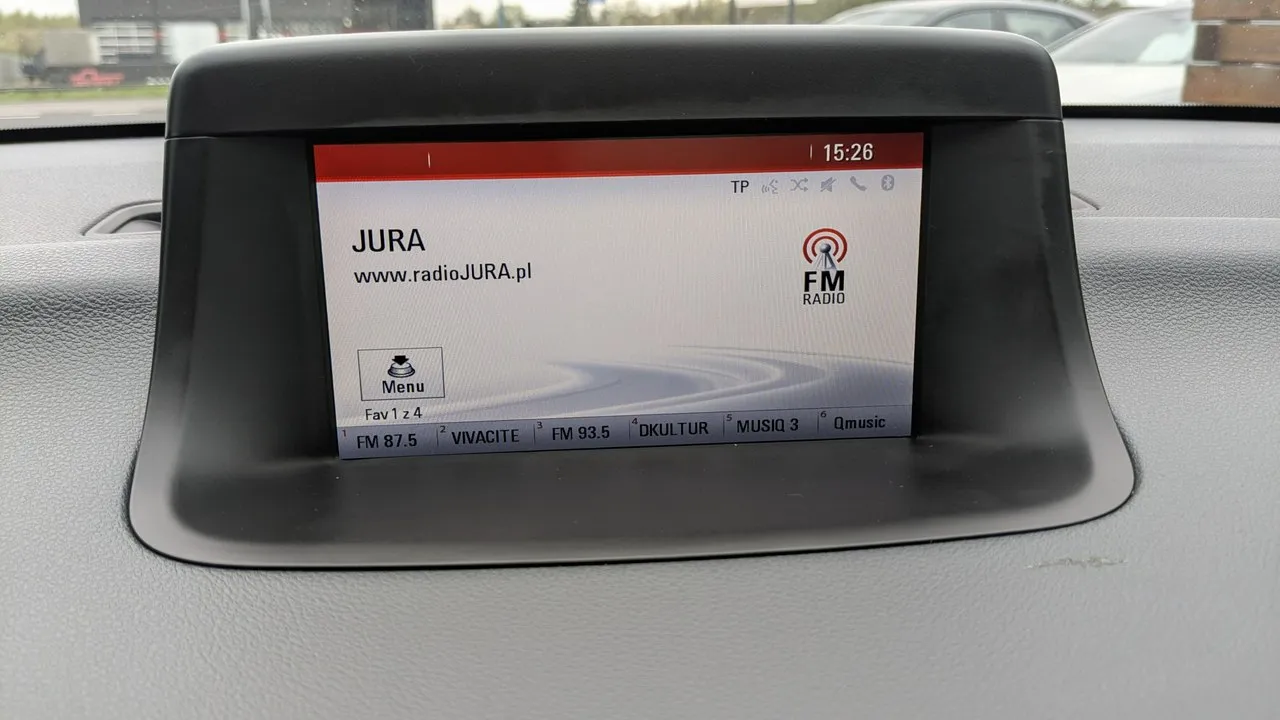 15:26
TP
JURA
www.radioJURA.pl
FM
RADIO
Menu
Fav 1 z 4
1 FM 87.5 2 VIVACITE 3 FM 93.5 4 DKULTUR 5 MUSIQ 3 6 Qmusic